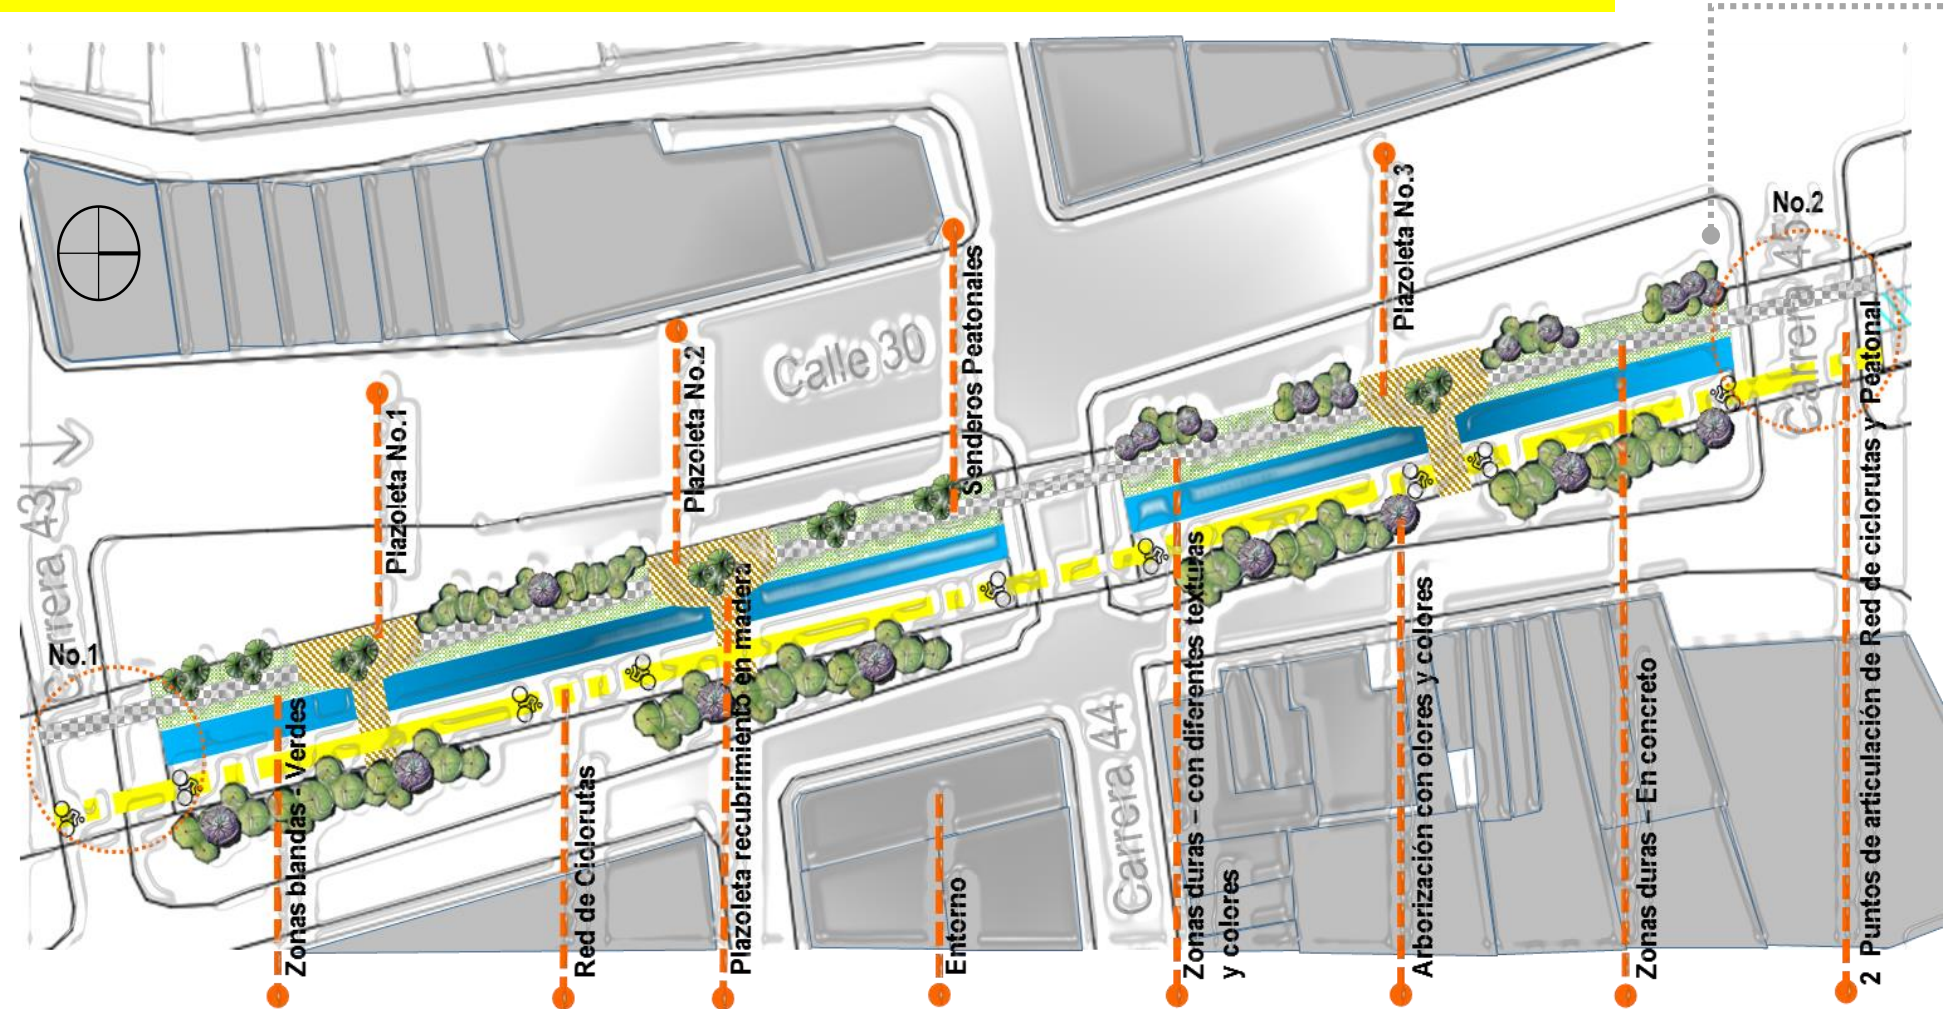 No.2
Plazoleta No.3
Carrera 45
Senderos Peatonales
Calle 30
Plazoleta No.2
Plazoleta No.1
Carrera 43
No.1
Carrera 44
Zonas blandas - Verdes
Red de Ciclorutas
Plazoleta recubrimiento en madera
Entorno
Zonas duras – con diferentes texturas
y colores
Arborización con olores y colores
Zonas duras – En concreto
2 Puntos de articulación de Red de ciclorutas y Peatonal